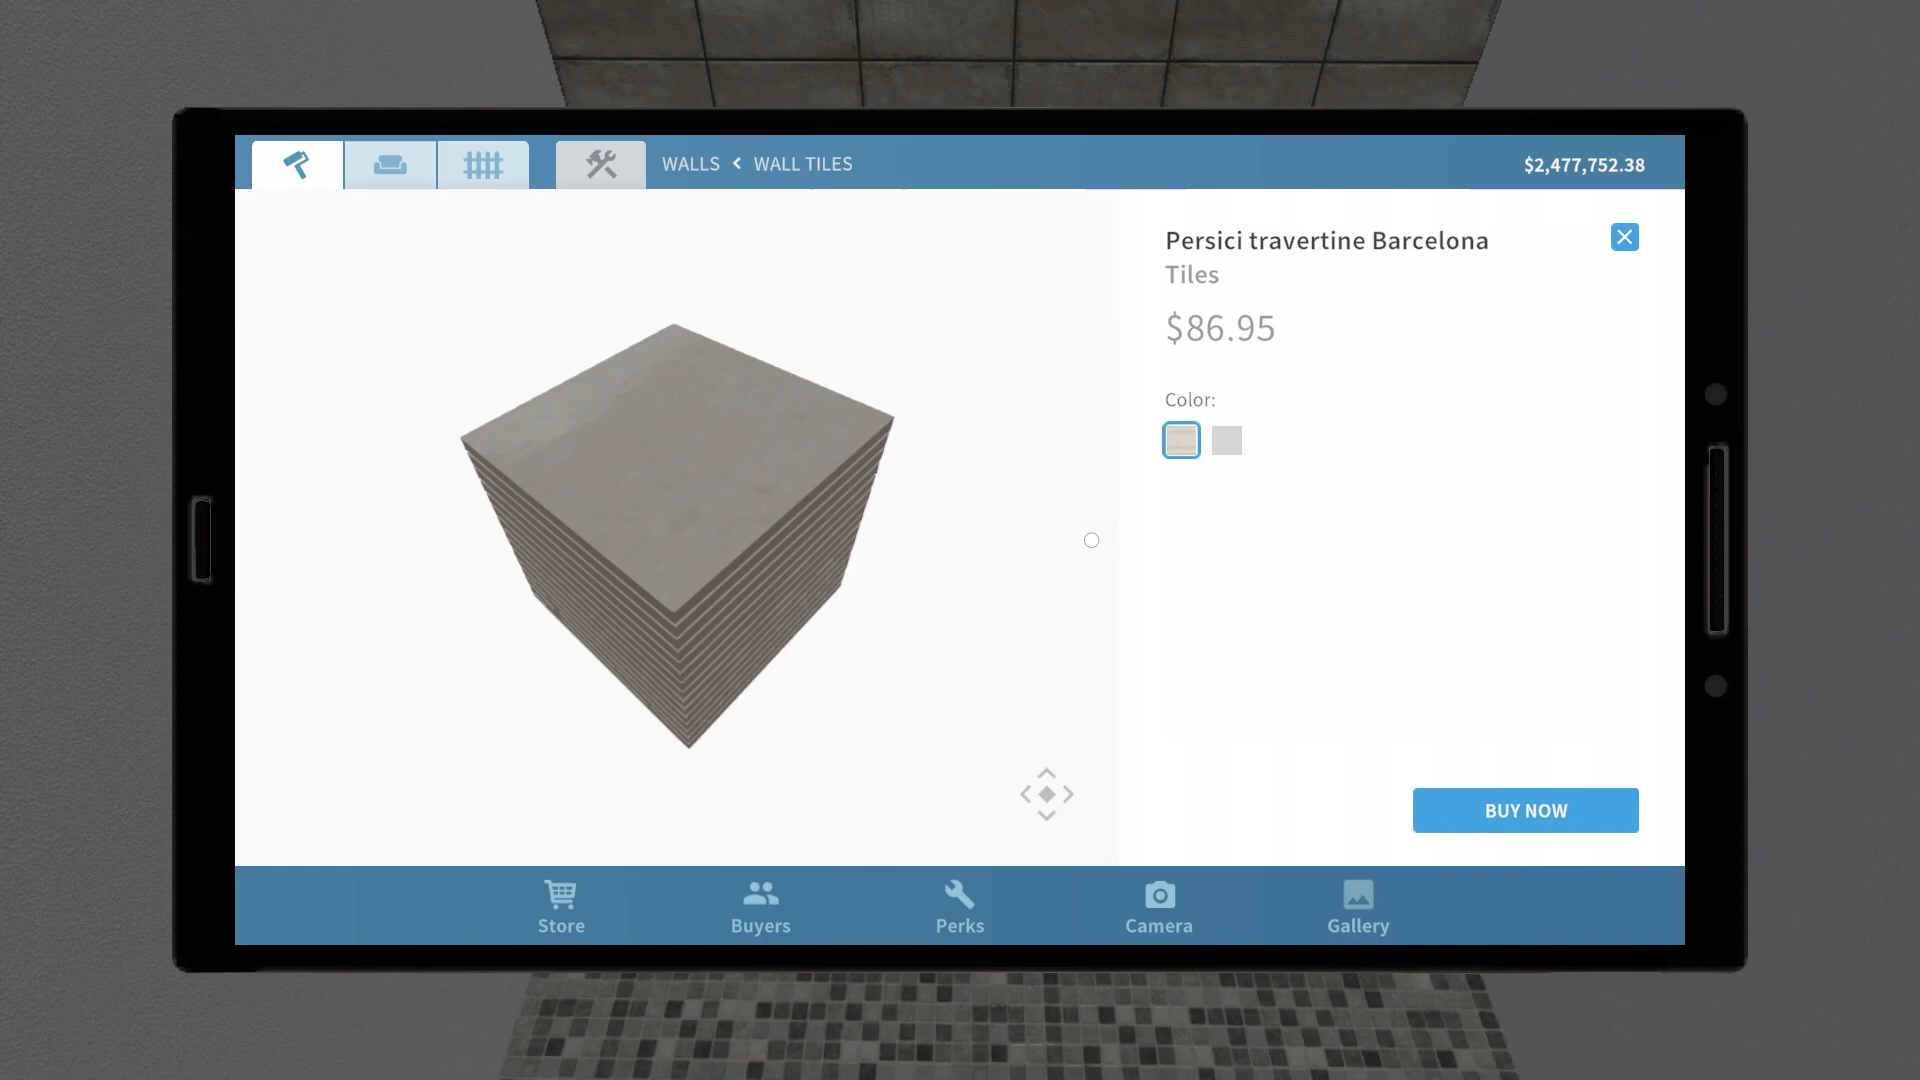 WALLS < WALL TILES
$2,477,752.38
Persici travertine Barcelona
Tiles
$86.95
Color:
BUY NOW
Store
Buyers
Perks
Camera
Gallery